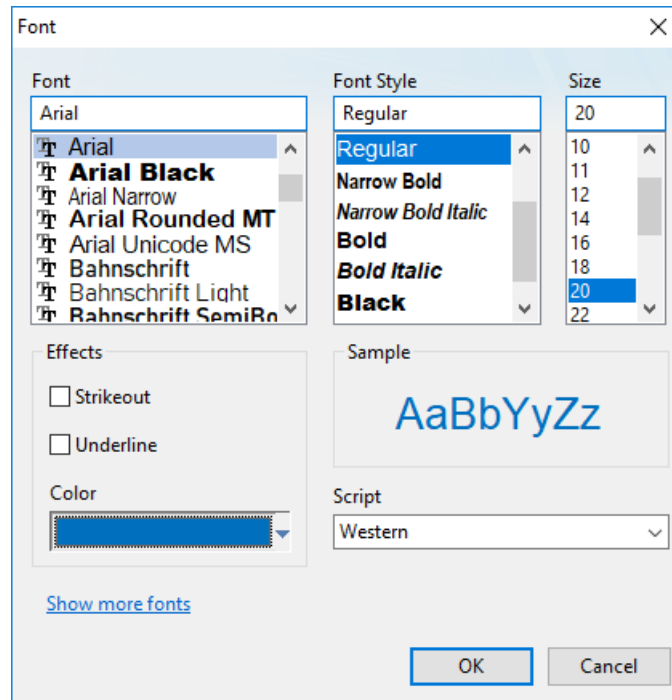 Font
Font
Font Style
Size
Arial
Regular
20
Arial
Arial Black
Arial Narrow
Arial Rounded MT
Arial Unicode MS
Bahnschrift
Bahnschrift Light
Bahnschrift SemiBo
Regular
Narrow Bold
Narrow Bold Italic
Bold
Bold Italic
Black
10
11
12
14
16
18
20
22
Effects
Strikeout
Underline
Color
Sample
AaBbYyZz
Script
Western
Show more fonts
OK
Cancel